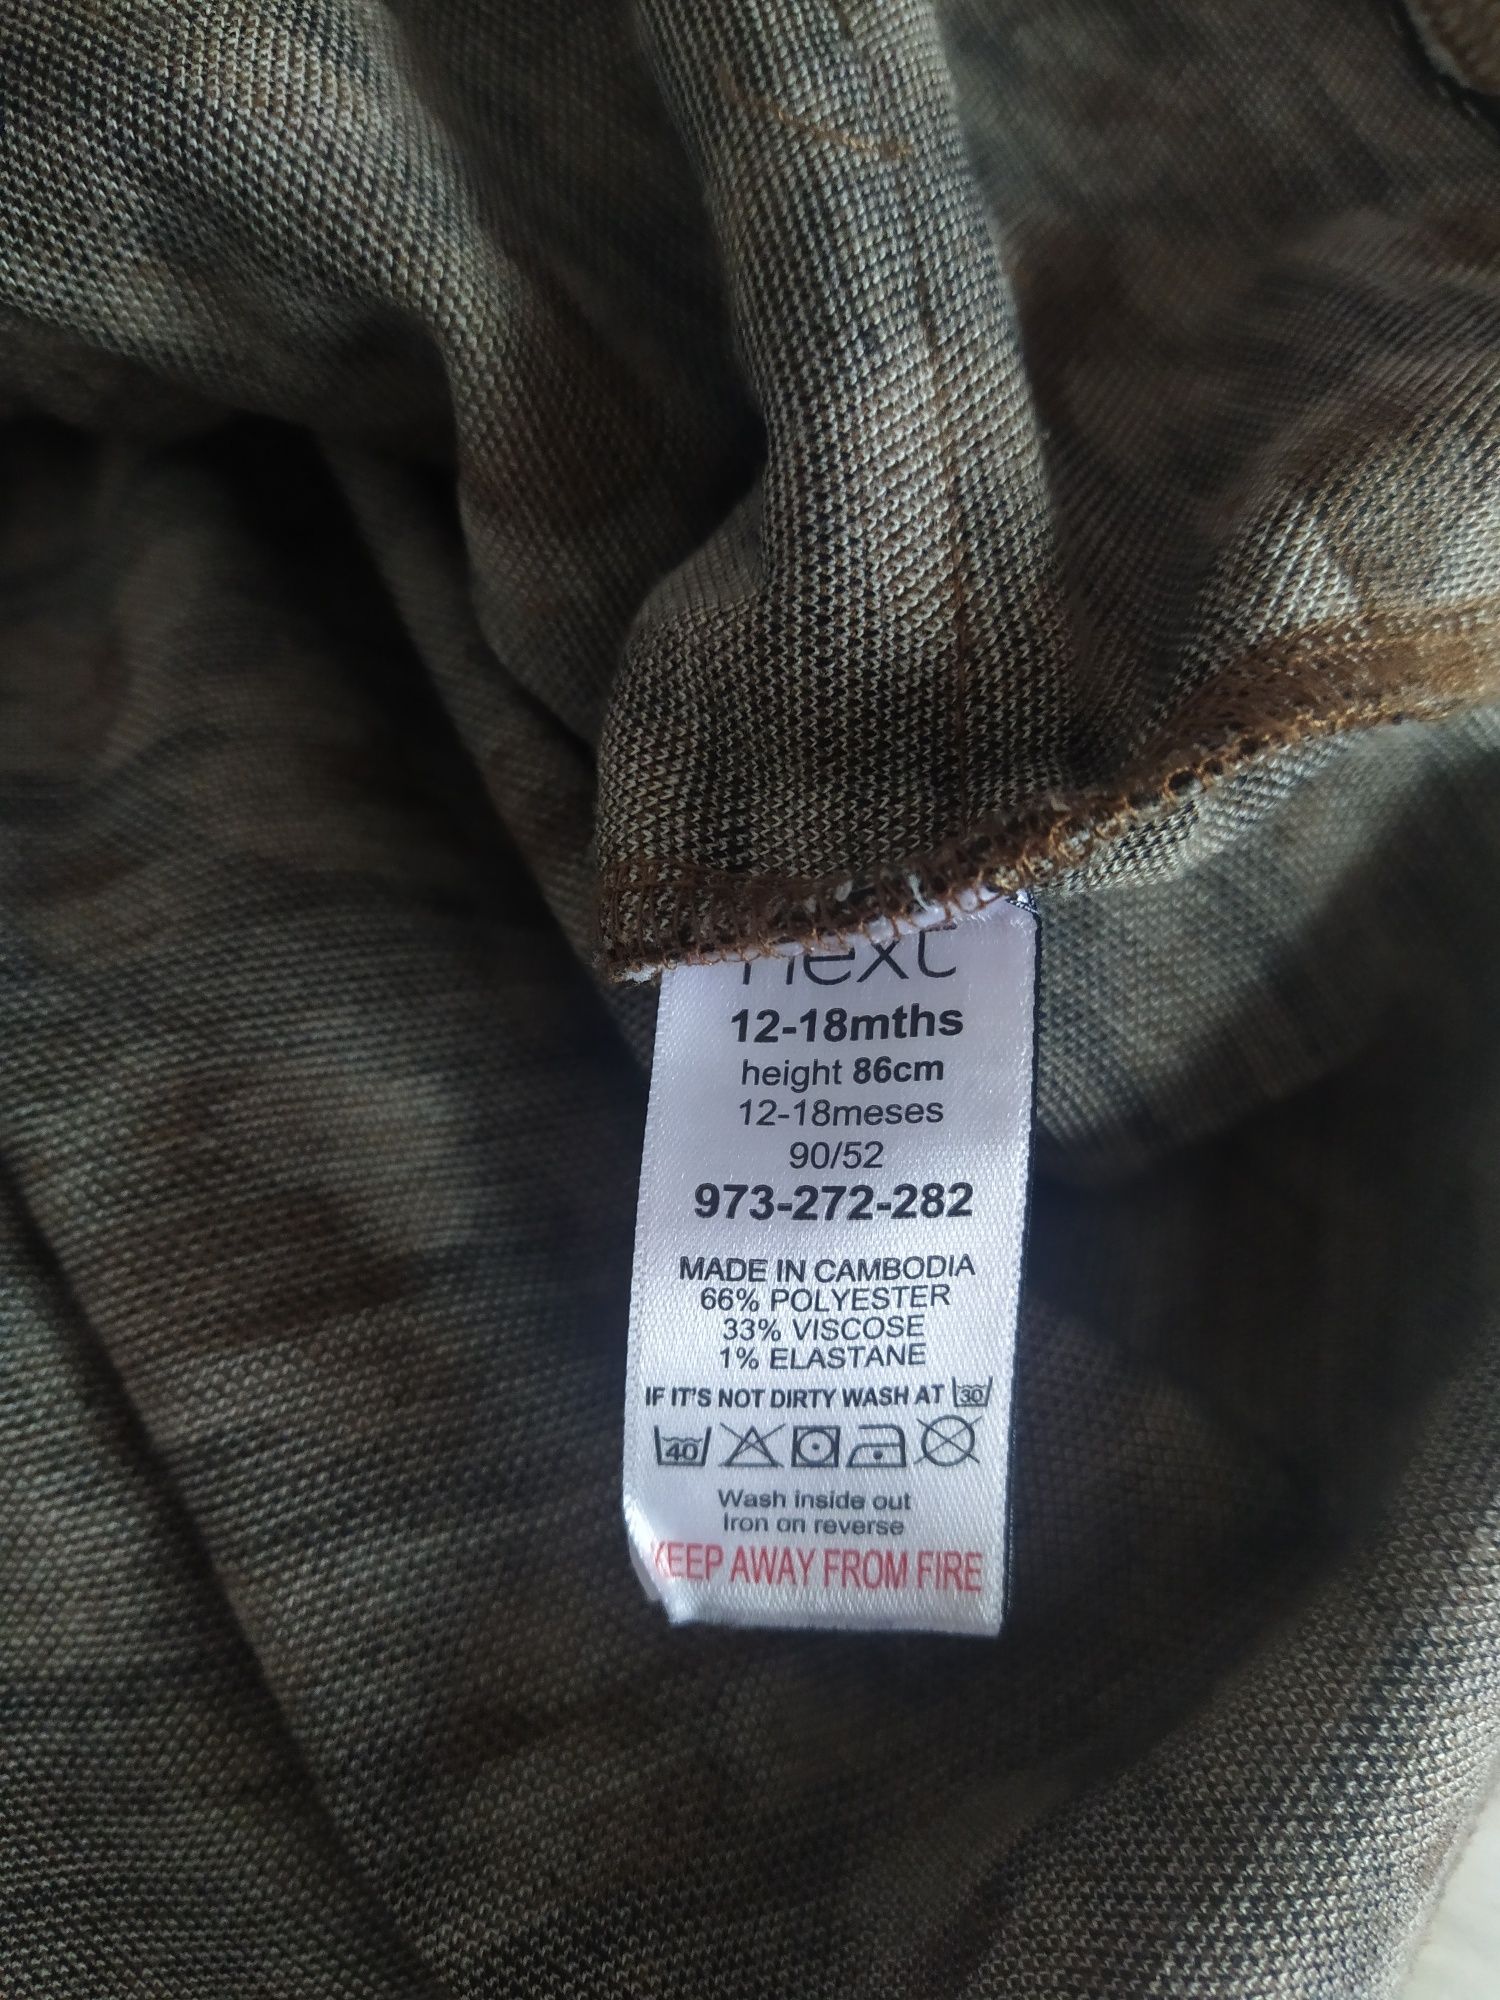 next
12-18mths
height 86cm
12-18meses
90/52
973-272-282
MADE IN CAMBODIA
66% POLYESTER
33% VISCOSE
1% ELASTANE
IF IT'S NOT DIRTY WASH AT 30
40
Wash inside out
Iron on reverse
KEEP AWAY FROM FIRE